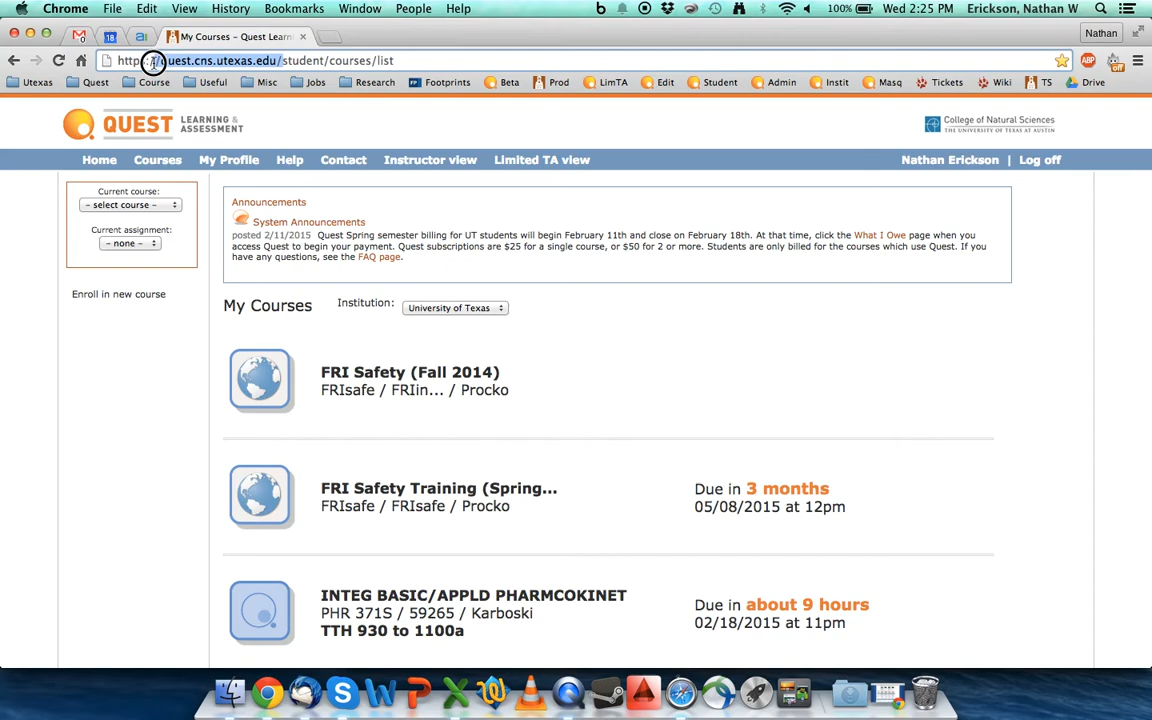 Chrome File Edit View History Bookmarks Window People Help 100% Wed 2:25 PM Erickson, Nathan W
18 aı My Courses – Quest Learni × Nathan
quest.cns.utexas.edu/student/courses/list
Utexas Quest Course Useful Misc Jobs Research FP Footprints Beta Prod LimTA Edit Student Admin Instit Masq Tickets Wiki TS Drive
QUEST LEARNING & ASSESSMENT
College of Natural Sciences
THE UNIVERSITY OF TEXAS AT AUSTIN
Home Courses My Profile Help Contact Instructor view Limited TA view Nathan Erickson | Log off
Current course:
– select course –
Current assignment:
– none –
Enroll in new course
Announcements
System Announcements
posted 2/11/2015 Quest Spring semester billing for UT students will begin February 11th and close on February 18th. At that time, click the What I Owe page when you
access Quest to begin your payment. Quest subscriptions are $25 for a single course, or $50 for 2 or more. Students are only billed for the courses which use Quest. If you
have any questions, see the FAQ page.
My Courses Institution: University of Texas
FRI Safety (Fall 2014)
FRIsafe / FRIin... / Procko
FRI Safety Training (Spring...
FRIsafe / FRIsafe / Procko
Due in 3 months
05/08/2015 at 12pm
INTEG BASIC/APPLD PHARMCOKINET
PHR 371S / 59265 / Karboski
TTH 930 to 1100a
Due in about 9 hours
02/18/2015 at 11pm